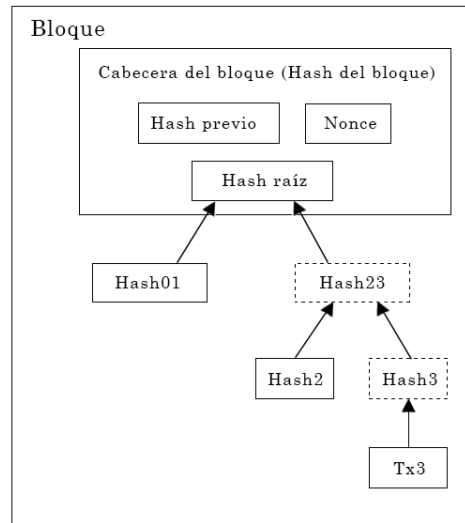 Bloque
Cabecera del bloque (Hash del bloque)
Hash previo
Nonce
Hash raíz
Hash01
Hash23
Hash2
Hash3
Tx3